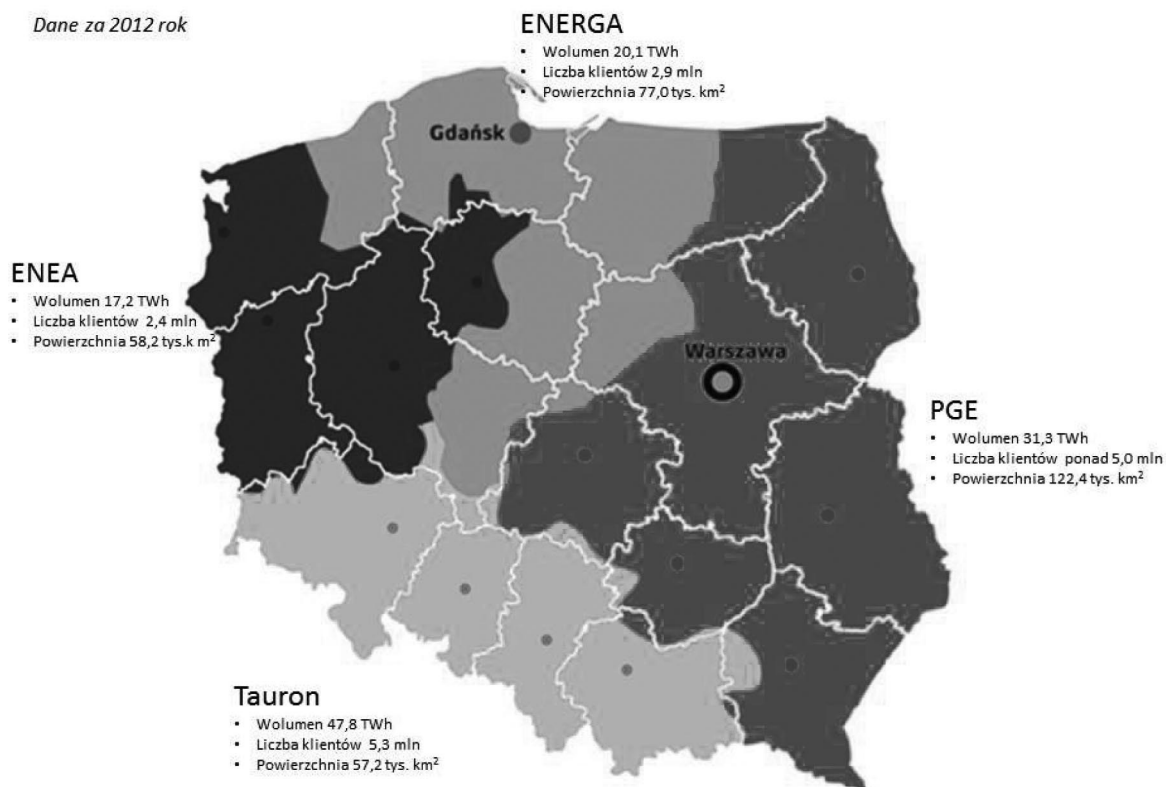 Dane za 2012 rok
ENERGA
• Wolumen 20,1 TWh
• Liczba klientów 2,9 mln
• Powierzchnia 77,0 tys. km²
Gdańsk
ENEA
• Wolumen 17,2 TWh
• Liczba klientów 2,4 mln
• Powierzchnia 58,2 tys.k m²
Warszawa
PGE
• Wolumen 31,3 TWh
• Liczba klientów ponad 5,0 mln
• Powierzchnia 122,4 tys. km²
Tauron
• Wolumen 47,8 TWh
• Liczba klientów 5,3 mln
• Powierzchnia 57,2 tys. km²